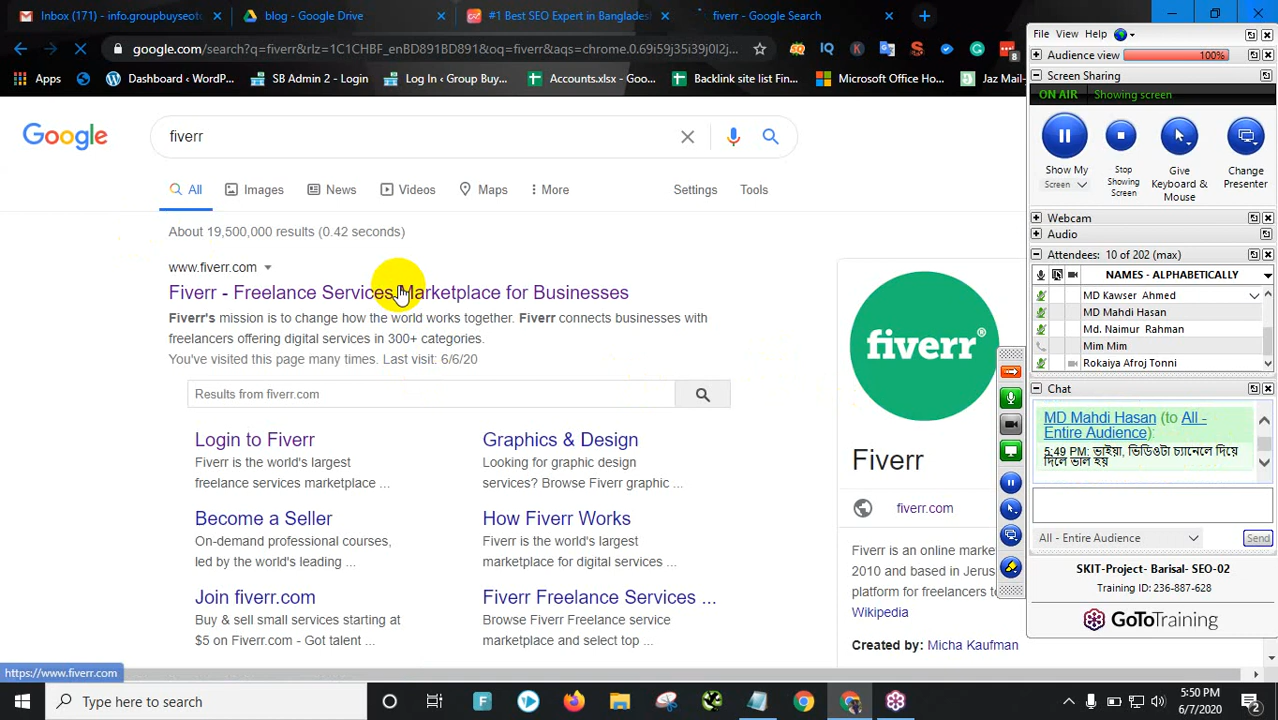 Inbox (171) - info.groupbuyseoto
blog - Google Drive
#1 Best SEO Expert in Bangladesh
fiverr - Google Search
google.com/search?q=fiverr&rlz=1C1CHBF_enBD891BD891&oq=fiverr&aqs=chrome.0.69i59j35i39j0l2j...
Apps
Dashboard ‹ WordP...
SB Admin 2 - Login
Log In ‹ Group Buy...
Accounts.xlsx - Goo...
Backlink site list Fin...
Microsoft Office Ho...
Jaz Mail-
Google
fiverr
All
Images
News
Videos
Maps
More
Settings
Tools
About 19,500,000 results (0.42 seconds)
www.fiverr.com
Fiverr - Freelance Services Marketplace for Businesses
Fiverr's mission is to change how the world works together. Fiverr connects businesses with
freelancers offering digital services in 300+ categories.
You've visited this page many times. Last visit: 6/6/20
Results from fiverr.com
Login to Fiverr
Fiverr is the world's largest
freelance services marketplace ...
Graphics & Design
Looking for graphic design
services? Browse Fiverr graphic ...
Become a Seller
On-demand professional courses,
led by the world's leading ...
How Fiverr Works
Fiverr is the world's largest
marketplace for digital services ...
Join fiverr.com
Buy & sell small services starting at
$5 on Fiverr.com - Got talent ...
Fiverr Freelance Services ...
Browse Fiverr Freelance service
marketplace and select top ...
https://www.fiverr.com
fiverr®
Fiverr
fiverr.com
Fiverr is an online marke
2010 and based in Jerus
platform for freelancers to
Wikipedia
Created by: Micha Kaufman
File View Help
Audience view 100%
Screen Sharing
ON AIR Showing screen
Show My
Screen
Stop
Showing
Screen
Give
Keyboard &
Mouse
Change
Presenter
Webcam
Audio
Attendees: 10 of 202 (max)
NAMES - ALPHABETICALLY
MD Kawser Ahmed
MD Mahdi Hasan
Md. Naimur Rahman
Mim Mim
Rokaiya Afroj Tonni
Chat
MD Mahdi Hasan (to All -
Entire Audience):
5:49 PM: ভাইয়া, ভিডিওটা চ্যানেলে দিয়ে
দিলে ভাল হয়
All - Entire Audience
Send
SKIT-Project- Barisal- SEO-02
Training ID: 236-887-628
GoToTraining
Type here to search
5:50 PM
6/7/2020
2